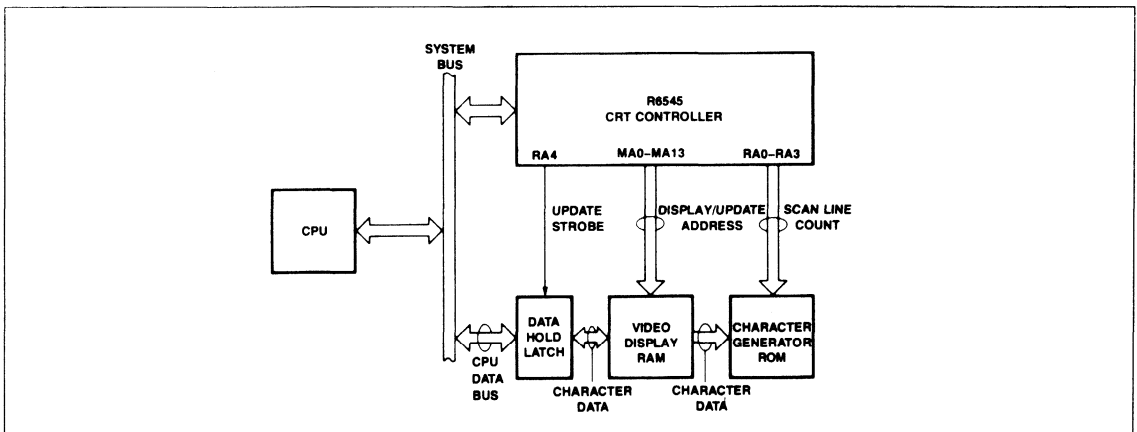 SYSTEM
BUS
R6545
CRT CONTROLLER
RA4
MA0-MA13
RA0-RA3
CPU
UPDATE
STROBE
DISPLAY/UPDATE
ADDRESS
SCAN LINE
COUNT
DATA
HOLD
LATCH
VIDEO
DISPLAY
RAM
CHARACTER
GENERATOR
ROM
CPU
DATA
BUS
CHARACTER
DATA
CHARACTER
DATA